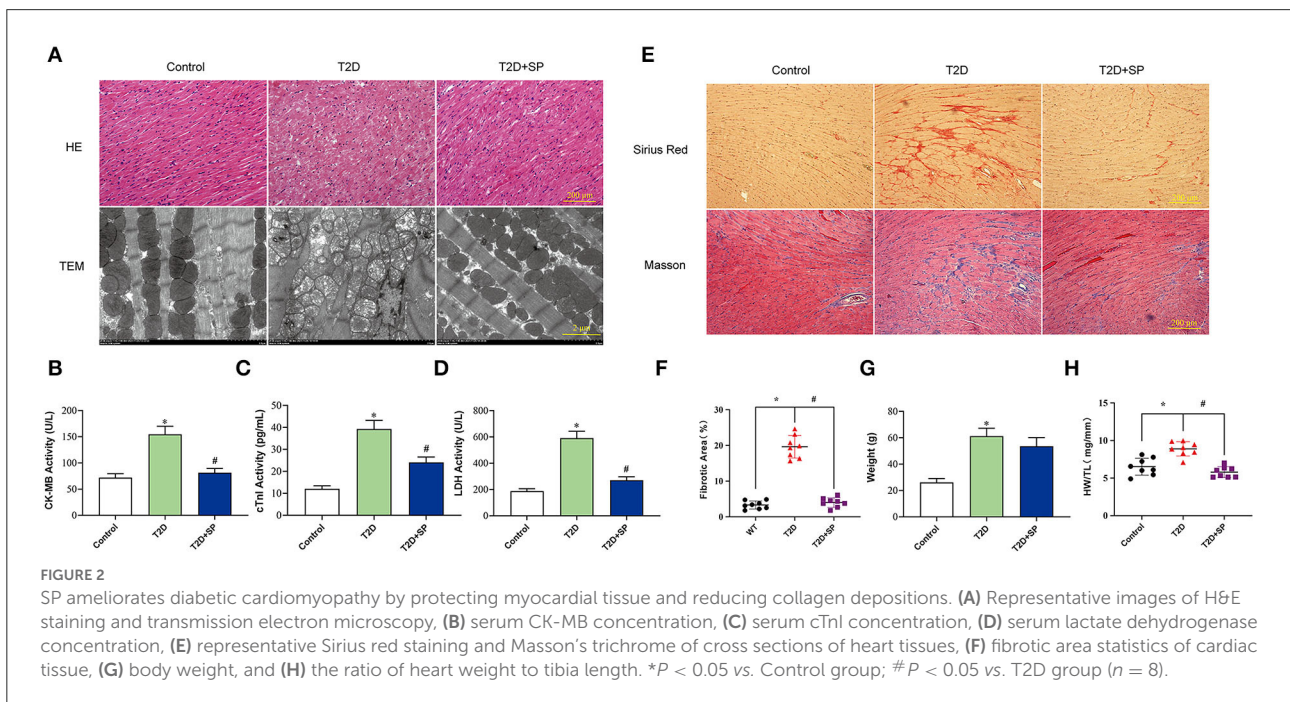 A
Control
T2D
T2D+SP
HE
200 μm
TEM
2 μm
E
Control
T2D
T2D+SP
Sirius Red
200 μm
Masson
200 μm
B
CK-MB Activity (U/L)
200
150
100
50
0
*
#
Control
T2D
T2D+SP
C
cTnI Activity (pg/mL)
50
40
30
20
10
0
*
#
Control
T2D
T2D+SP
D
LDH Activity (U/L)
800
600
400
200
0
*
#
Control
T2D
T2D+SP
F
Fibrotic Area(%)
40
30
20
10
0
*
#
WT
T2D
T2D+SP
G
Weight (g)
80
60
40
20
0
*
Control
T2D
T2D+SP
H
HW/TL (mg/mm)
15
10
5
0
*
#
Control
T2D
T2D+SP
FIGURE 2
SP ameliorates diabetic cardiomyopathy by protecting myocardial tissue and reducing collagen depositions. (A) Representative images of H&E
staining and transmission electron microscopy, (B) serum CK-MB concentration, (C) serum cTnI concentration, (D) serum lactate dehydrogenase
concentration, (E) representative Sirius red staining and Masson's trichrome of cross sections of heart tissues, (F) fibrotic area statistics of cardiac
tissue, (G) body weight, and (H) the ratio of heart weight to tibia length. *P < 0.05 vs. Control group; #P < 0.05 vs. T2D group (n = 8).